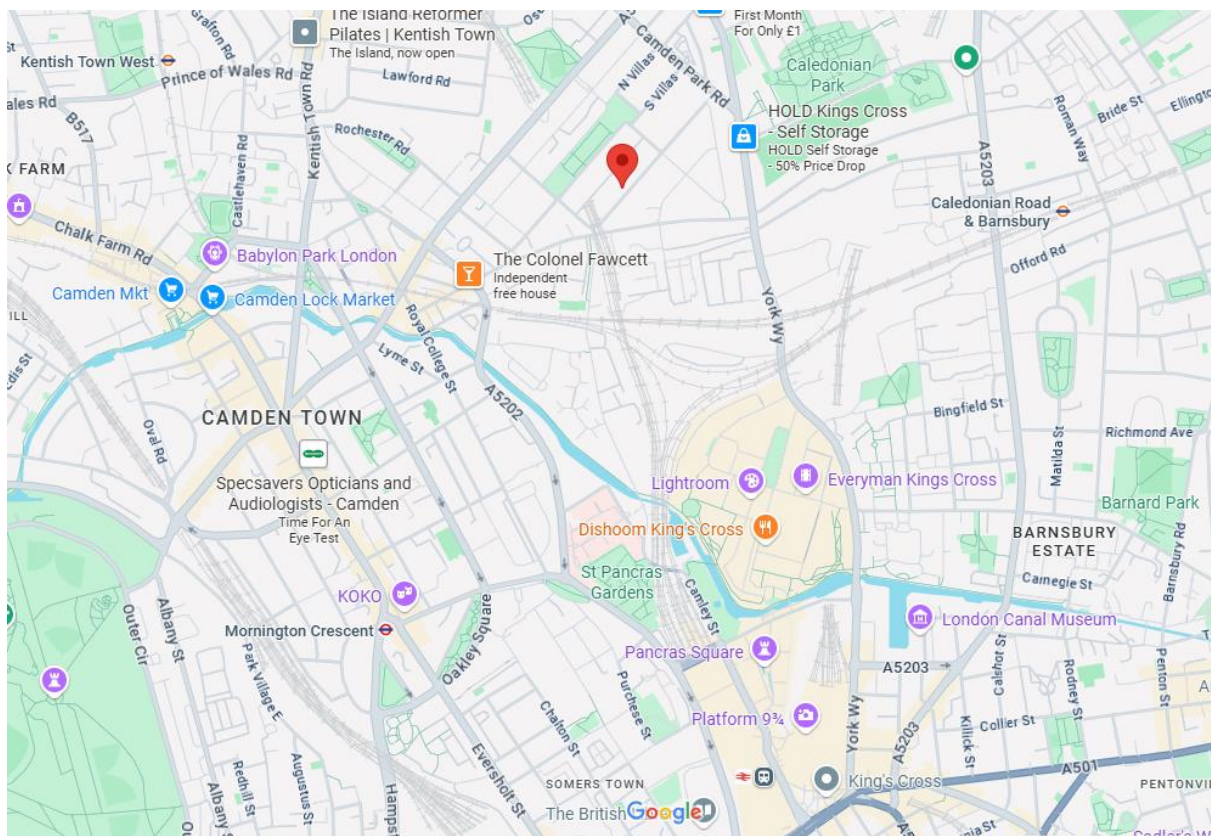 The Island Reformer
Pilates | Kentish Town
The Island, now open
First Month
For Only £1
Grafton Rd
Kentish Town West
Prince of Wales Rd
Lawford Rd
Camden Park Rd
N Villas
S Villas
Caledonian
Park
Ellington
Bride St
Roman Way
B517
Castlehaven Rd
Kentish Town Rd
Rochester Rd
HOLD Kings Cross
- Self Storage
HOLD Self Storage
- 50% Price Drop
A5203
K FARM
Chalk Farm Rd
Caledonian Road
& Barnsbury
Offord Rd
Babylon Park London
The Colonel Fawcett
Independent
free house
Camden Mkt
Camden Lock Market
York Wy
Royal College St
Lyme St
A5202
CAMDEN TOWN
Oval Rd
Bingfield St
Matilda St
Richmond Ave
Specsavers Opticians and
Audiologists - Camden
Time For An
Eye Test
Lightroom
Everyman Kings Cross
Barnard Park
Dishoom King's Cross
BARNSBURY
ESTATE
St Pancras
Gardens
Carnegie St
Barnsbury Rd
KOKO
Camley St
London Canal Museum
Mornington Crescent
Oakley Square
Outer Cir
Albany St
Park Village E
Pancras Square
A5203
Calshot St
Rodney St
Penton St
Purchese St
Chalton St
Platform 9¾
York Wy
A5203
Killick St
Collier St
Redhill St
Augustus St
Eversholt St
A501
SOMERS TOWN
King's Cross
PENTONVI
The British
Google